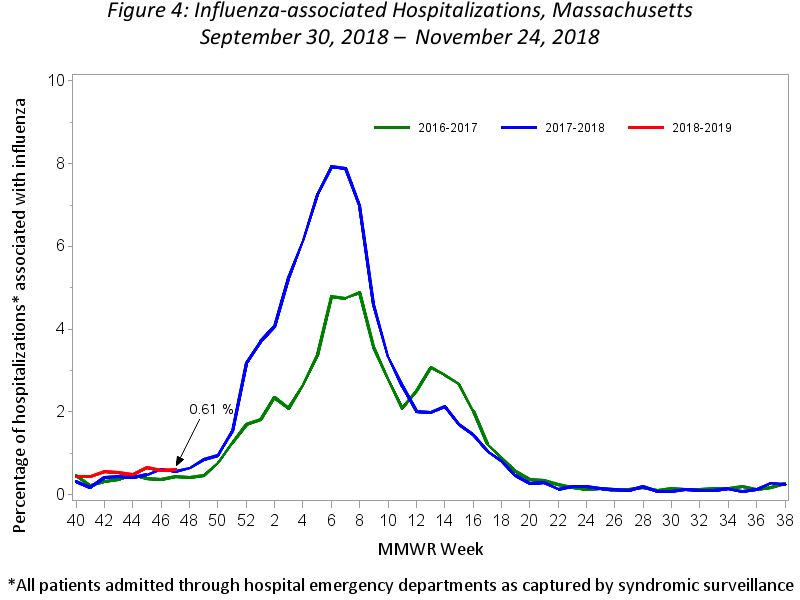 Figure 4: Influenza-associated Hospitalizations, Massachusetts
September 30, 2018 – November 24, 2018
Percentage of hospitalizations* associated with influenza
10
8
6
4
2
0
2016-2017 2017-2018 2018-2019
0.61 %
40 42 44 46 48 50 52 2 4 6 8 10 12 14 16 18 20 22 24 26 28 30 32 34 36 38
MMWR Week
*All patients admitted through hospital emergency departments as captured by syndromic surveillance